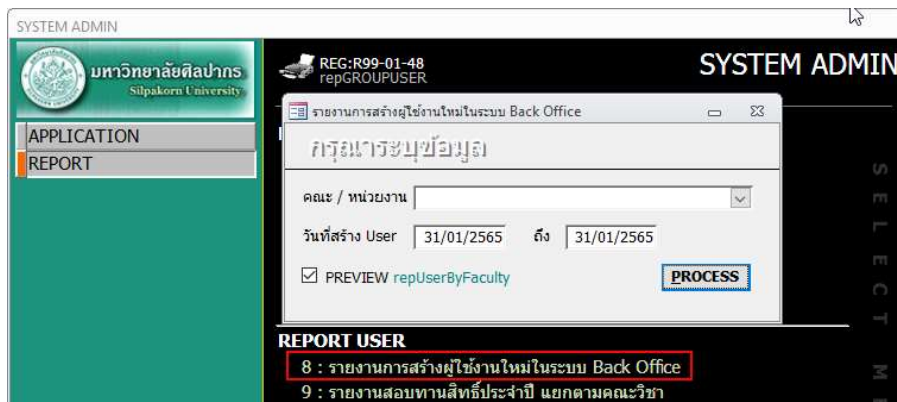 SYSTEM ADMIN
มหาวิทยาลัยศิลปากร
Silpakorn University
APPLICATION
REPORT
REG:R99-01-48
repGROUPUSER
SYSTEM ADMIN
รายงานการสร้างผู้ใช้งานใหม่ในระบบ Back Office
กรุณาระบุข้อมูล
คณะ / หน่วยงาน
วันที่สร้าง User 31/01/2565 ถึง 31/01/2565
PREVIEW repUserByFaculty
PROCESS
REPORT USER
8 : รายงานการสร้างผู้ใช้งานใหม่ในระบบ Back Office
9 : รายงานสอบทานสิทธิ์ประจำปี แยกตามคณะวิชา
SELECT M